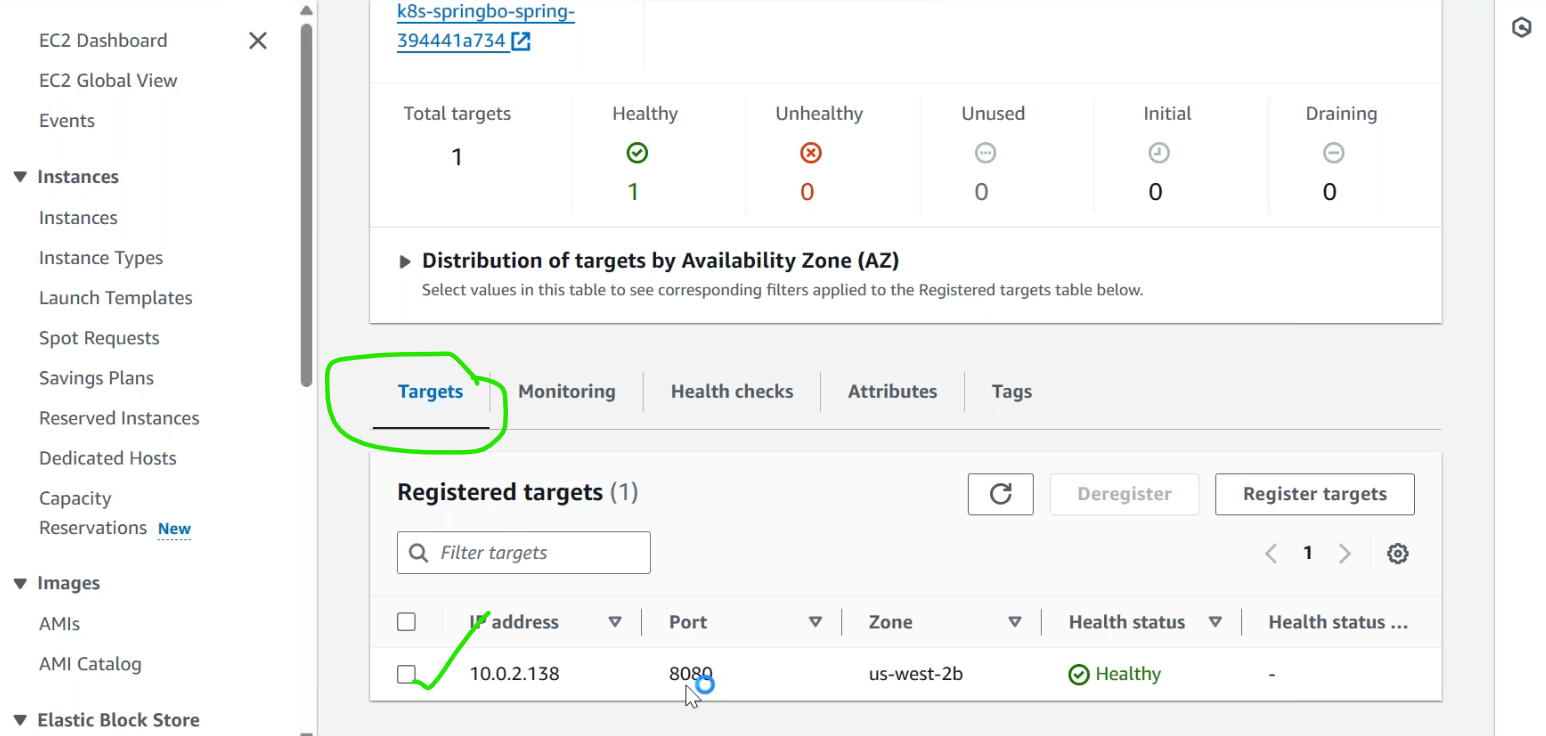 EC2 Dashboard
EC2 Global View
Events
Instances
Instances
Instance Types
Launch Templates
Spot Requests
Savings Plans
Reserved Instances
Dedicated Hosts
Capacity
Reservations New
Images
AMIs
AMI Catalog
Elastic Block Store
k8s-springbo-spring-
394441a734
Total targets Healthy Unhealthy Unused Initial Draining
1 1 0 0 0 0
Distribution of targets by Availability Zone (AZ)
Select values in this table to see corresponding filters applied to the Registered targets table below.
Targets Monitoring Health checks Attributes Tags
Registered targets (1) Deregister Register targets
Filter targets 1
IP address Port Zone Health status Health status ...
10.0.2.138 8080 us-west-2b Healthy -